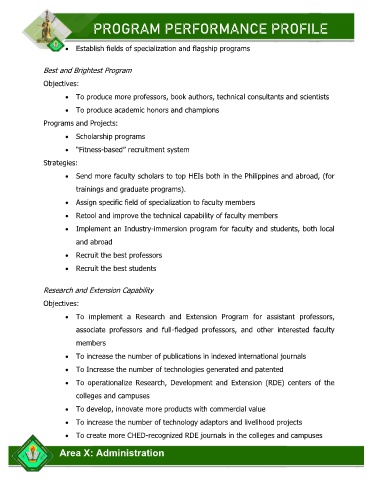 PROGRAM PERFORMANCE PROFILE
• Establish fields of specialization and flagship programs
Best and Brightest Program
Objectives:
• To produce more professors, book authors, technical consultants and scientists
• To produce academic honors and champions
Programs and Projects:
• Scholarship programs
• "Fitness-based" recruitment system
Strategies:
• Send more faculty scholars to top HEIs both in the Philippines and abroad, (for
trainings and graduate programs).
• Assign specific field of specialization to faculty members
• Retool and improve the technical capability of faculty members
• Implement an Industry-immersion program for faculty and students, both local
and abroad
• Recruit the best professors
• Recruit the best students
Research and Extension Capability
Objectives:
• To implement a Research and Extension Program for assistant professors,
associate professors and full-fledged professors, and other interested faculty
members
• To increase the number of publications in indexed international journals
• To Increase the number of technologies generated and patented
• To operationalize Research, Development and Extension (RDE) centers of the
colleges and campuses
• To develop, innovate more products with commercial value
• To increase the number of technology adaptors and livelihood projects
• To create more CHED-recognized RDE journals in the colleges and campuses
Area X: Administration